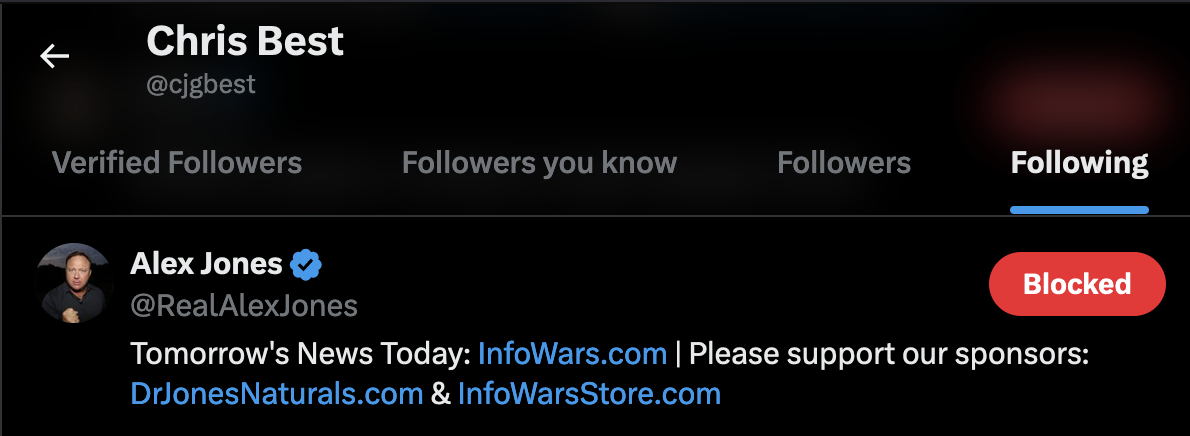 Chris Best
@cjgbest
Verified Followers Followers you know Followers Following
Alex Jones
@RealAlexJones
Blocked
Tomorrow's News Today: InfoWars.com | Please support our sponsors:
DrJonesNaturals.com & InfoWarsStore.com